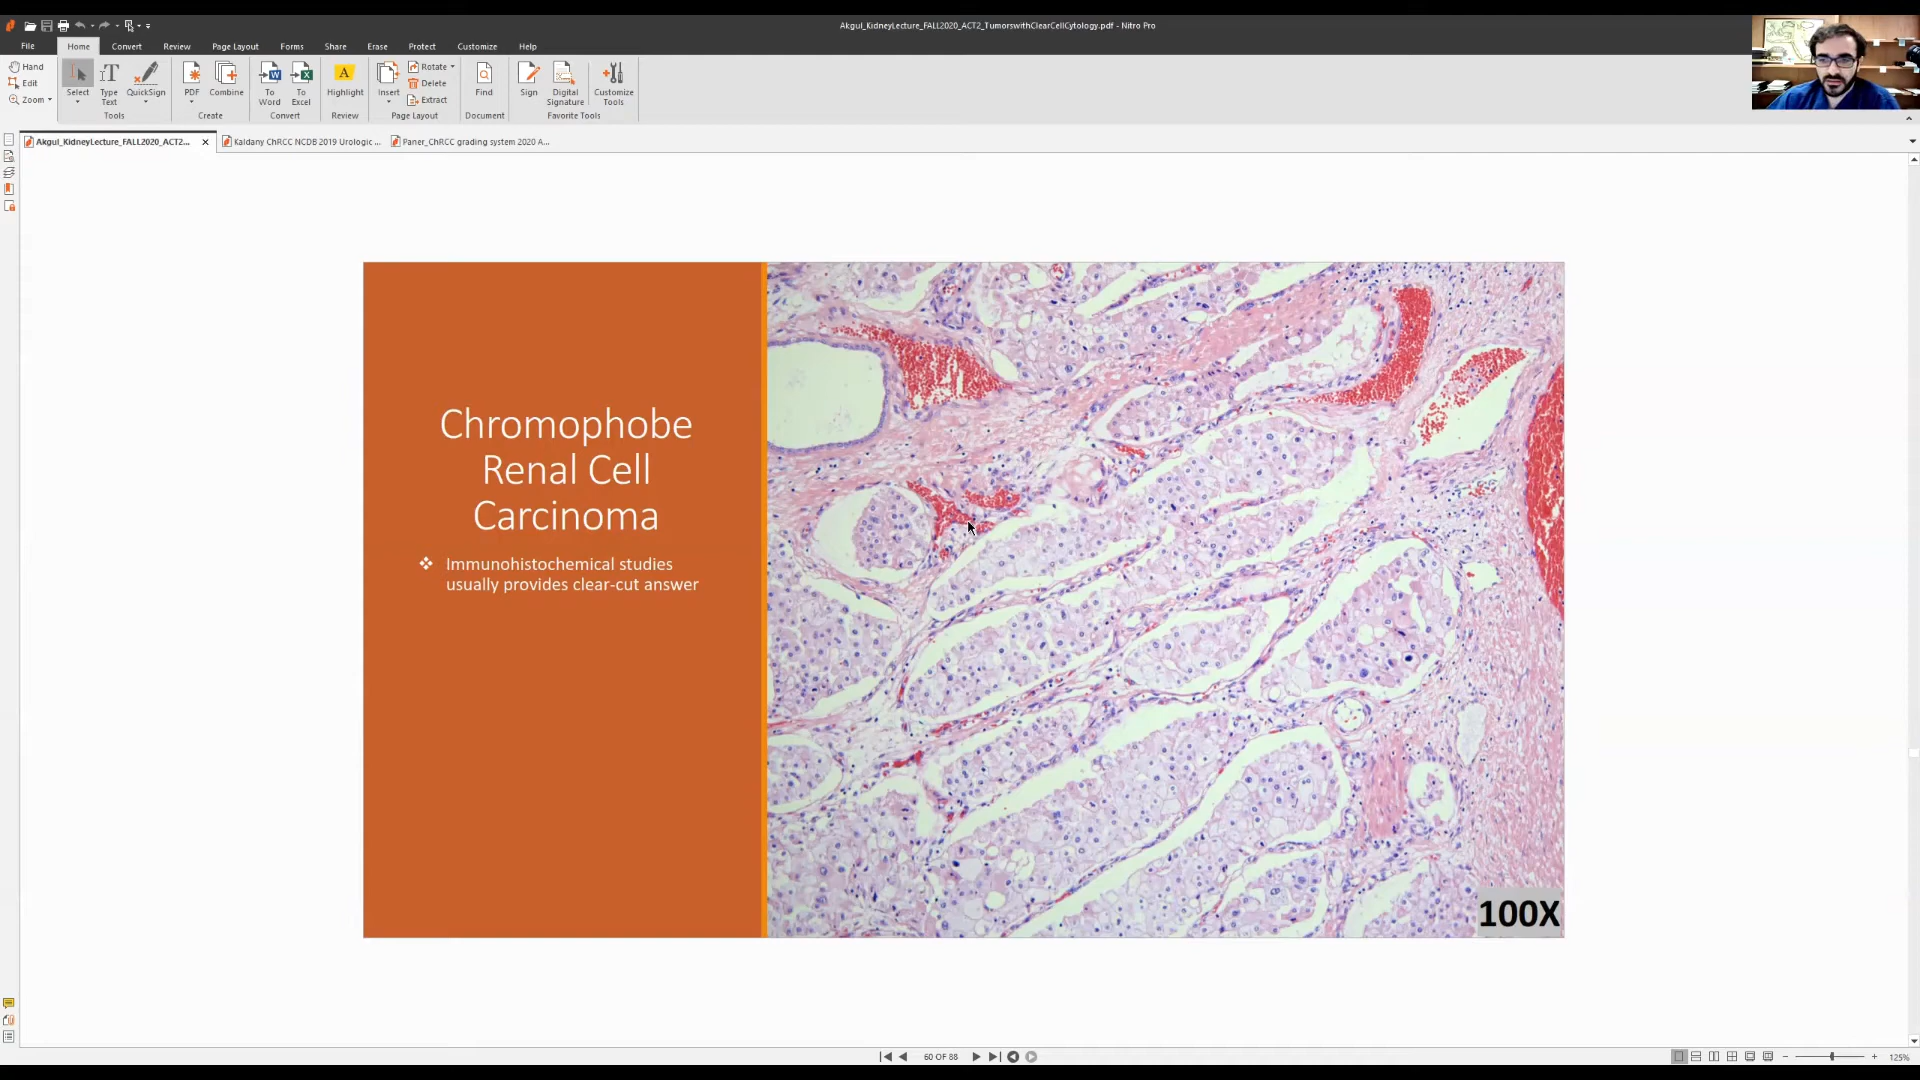 Akgul_KidneyLecture_FALL2020_ACT2_TumorswithClearCellCytology.pdf - Nitro Pro
File Home Convert Review Page Layout Forms Share Erase Protect Customize Help
Hand
Edit
Zoom
Select
Type Text
QuickSign
Tools
PDF
Combine
Create
To Word
To Excel
Convert
Highlight
Review
Insert
Rotate
Delete
Extract
Page Layout
Find
Document
Sign
Digital Signature
Customize Tools
Favorite Tools
Akgul_KidneyLecture_FALL2020_ACT2...
Kaldany ChRCC NCDB 2019 Urologic ...
Paner_ChRCC grading system 2020 A...
Chromophobe
Renal Cell
Carcinoma
❖ Immunohistochemical studies
usually provides clear-cut answer
100X
60 OF 88
125%